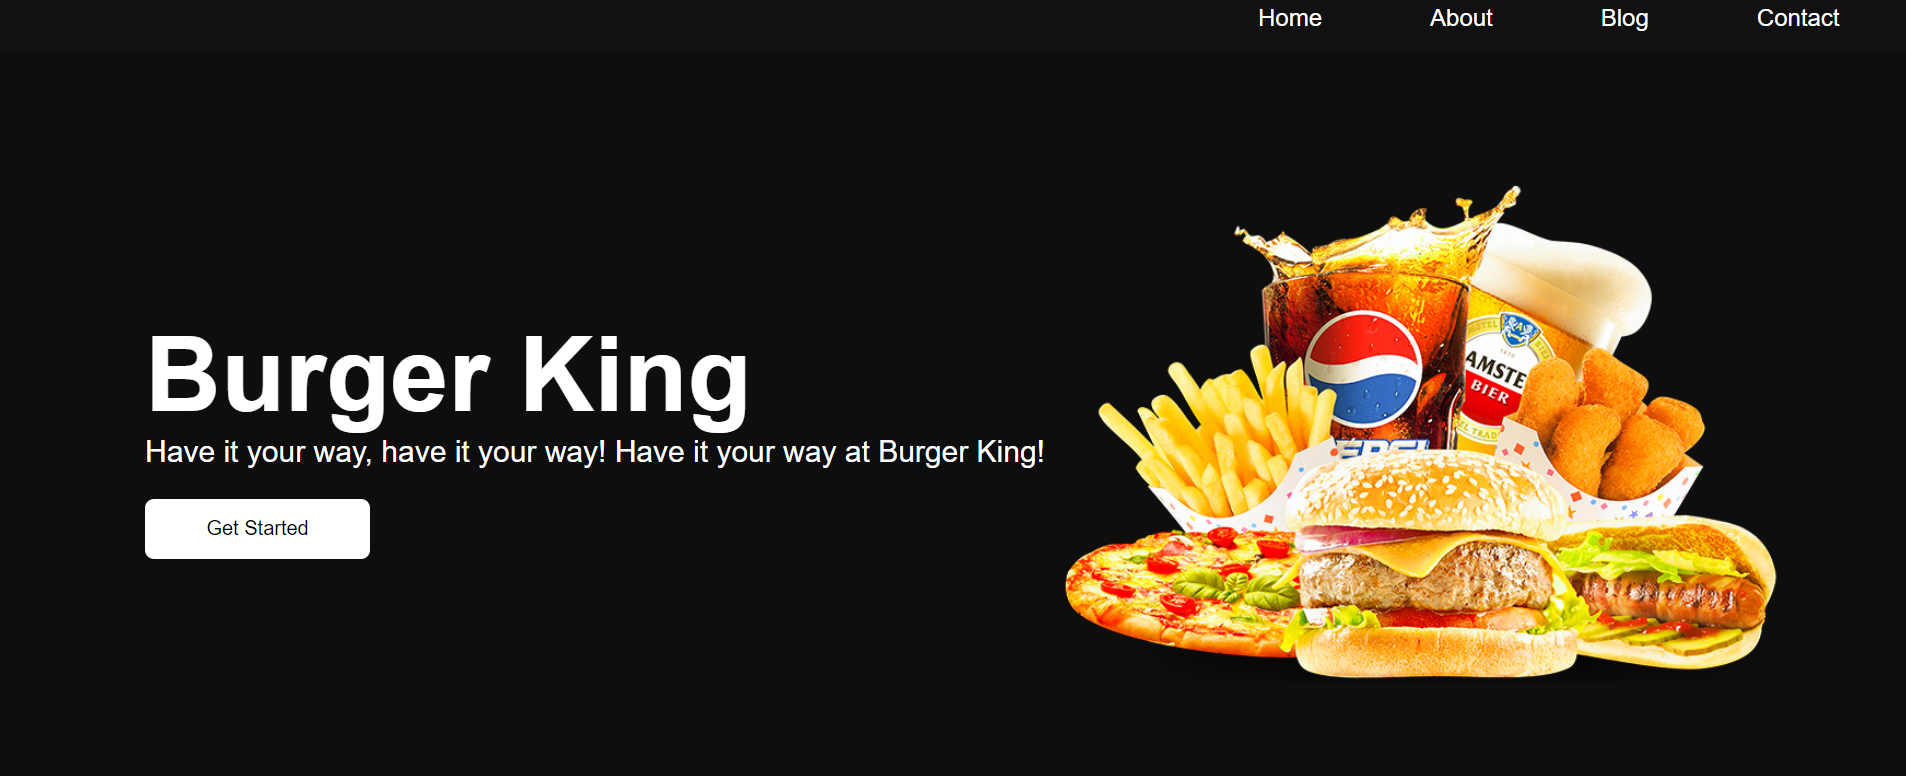 Home About Blog Contact
Burger King
Have it your way, have it your way! Have it your way at Burger King!
Get Started
AMSTE
BIER